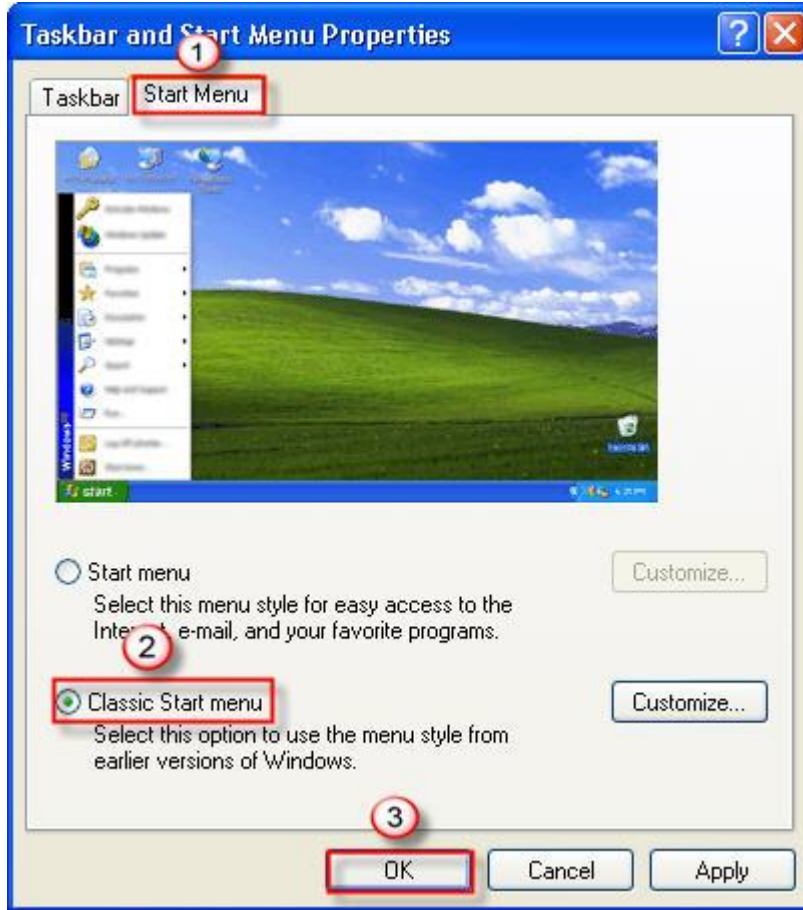 Taskbar and Start Menu Properties
1
Taskbar
Start Menu
Windows
start
Start menu
Customize...
Select this menu style for easy access to the
Internet, e-mail, and your favorite programs.
2
Classic Start menu
Customize...
Select this option to use the menu style from
earlier versions of Windows.
3
OK
Cancel
Apply